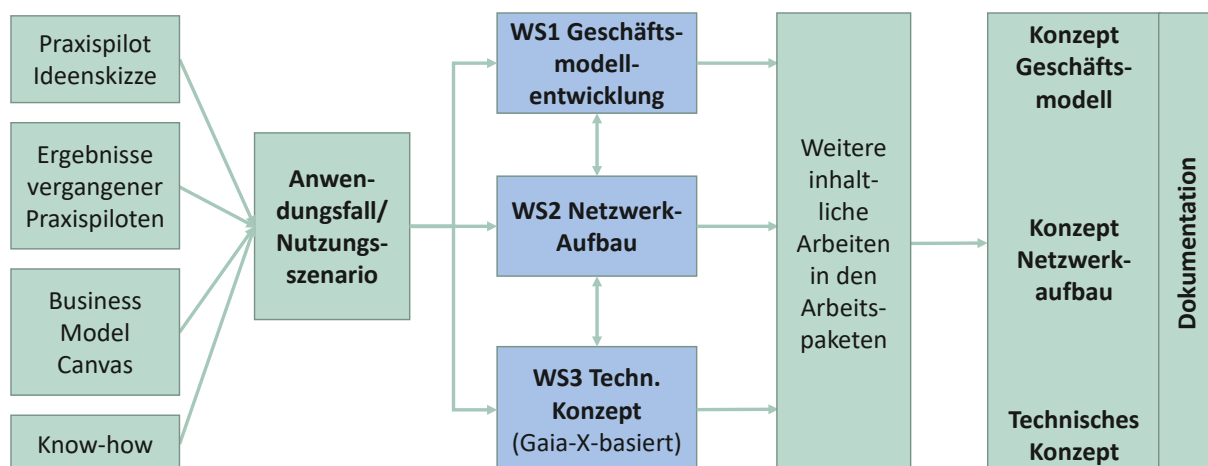 Praxispilot
Ideenskizze
Ergebnisse
vergangener
Praxispiloten
Business
Model
Canvas
Know-how
Anwen-
dungsfall/
Nutzungs-
szenario
WS1 Geschäfts-
modell-
entwicklung
WS2 Netzwerk-
Aufbau
WS3 Techn.
Konzept
(Gaia-X-basiert)
Weitere
inhalt-
liche
Arbeiten
in den
Arbeits-
paketen
Konzept
Geschäfts-
modell
Konzept
Netzwerk-
aufbau
Technisches
Konzept
Dokumentation